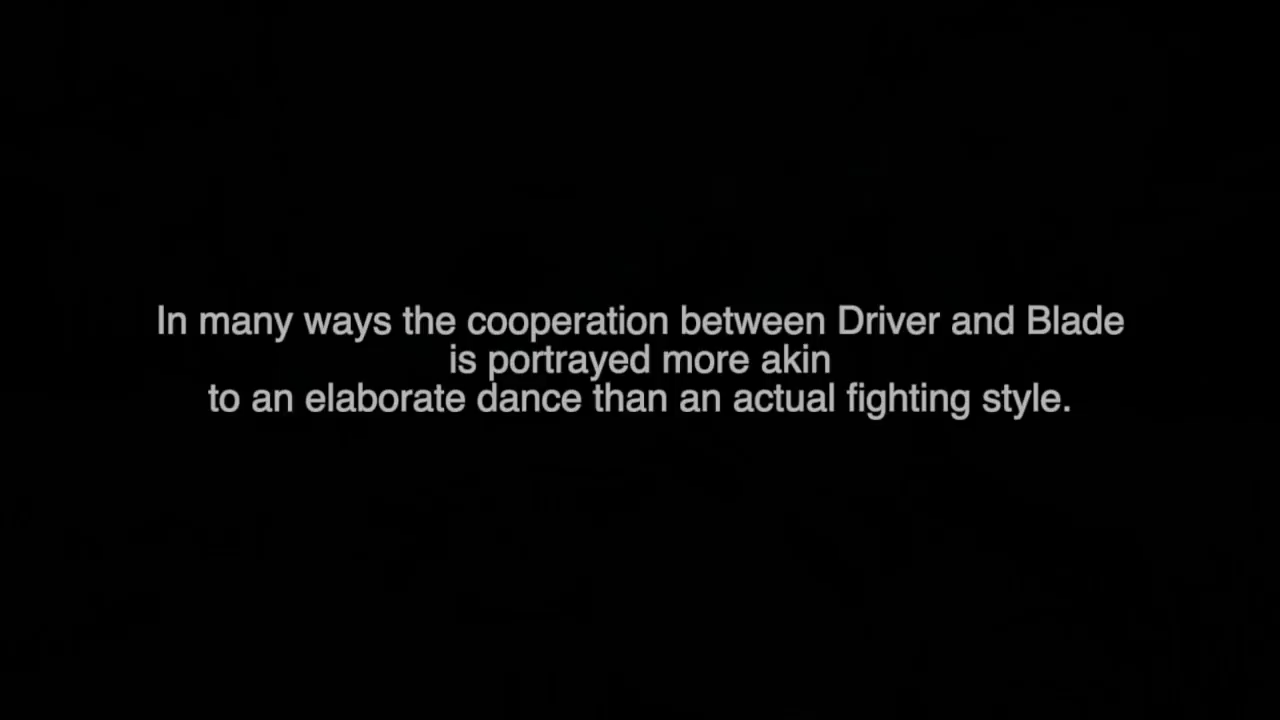 In many ways the cooperation between Driver and Blade
is portrayed more akin
to an elaborate dance than an actual fighting style.